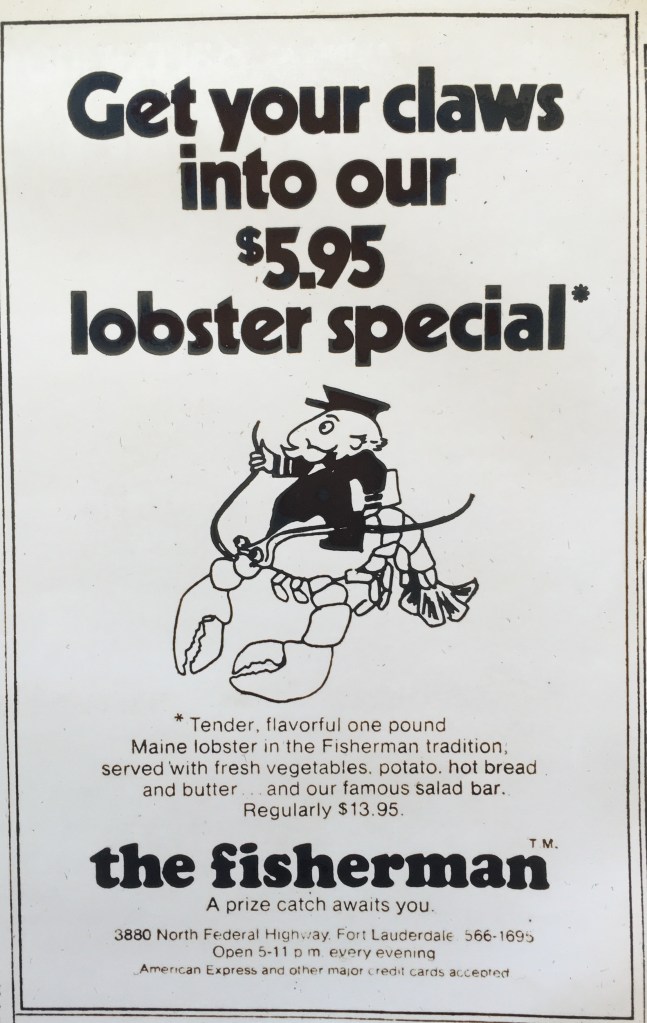 Get your claws
into our
$5.95
lobster special*
* Tender, flavorful one pound
Maine lobster in the Fisherman tradition,
served with fresh vegetables, potato, hot bread
and butter... and our famous salad bar.
Regularly $13.95.
the fisherman T.M.
A prize catch awaits you.
3880 North Federal Highway. Fort Lauderdale 566-1695
Open 5-11 p.m. every evening
American Express and other major credit cards accepted